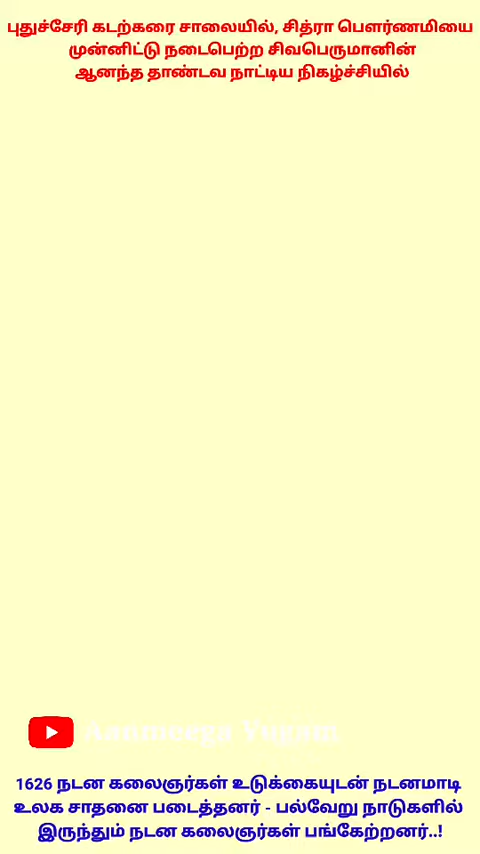 புதுச்சேரி கடற்கரை சாலையில், சித்ரா பௌர்ணமியை
முன்னிட்டு நடைபெற்ற சிவபெருமானின்
ஆனந்த தாண்டவ நாட்டிய நிகழ்ச்சியில்
Aanmeega Yugam
1626 நடன கலைஞர்கள் உடுக்கையுடன் நடனமாடி
உலக சாதனை படைத்தனர் - பல்வேறு நாடுகளில்
இருந்தும் நடன கலைஞர்கள் பங்கேற்றனர்..!